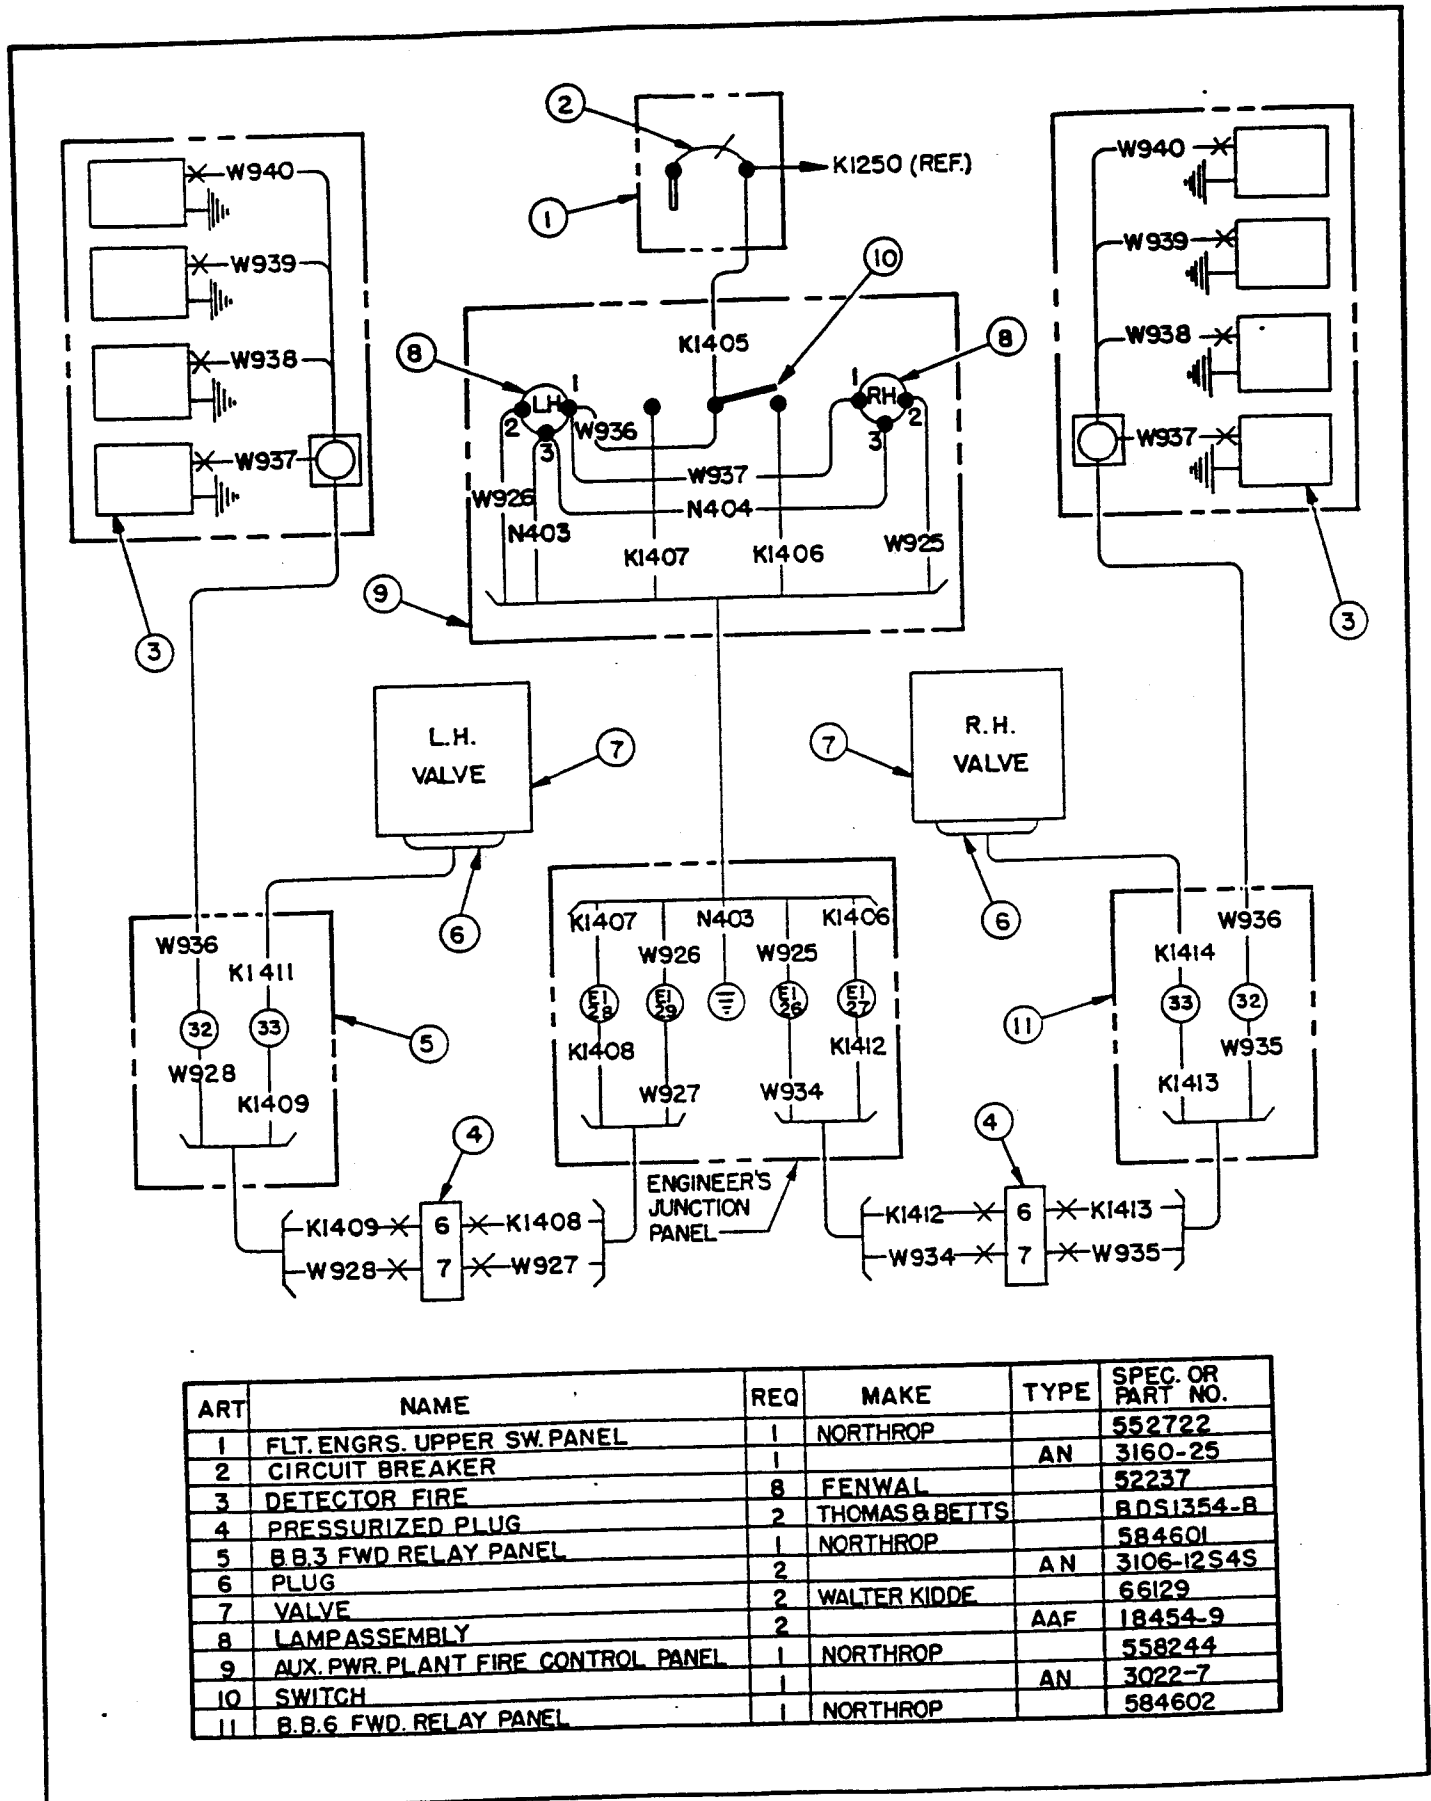 2
K1250 (REF.)
1
W940
W939
W938
W937
3
W940
W939
W938
W937
3
10
K1405
8
8
LH
1
2
3
RH
1
2
3
W936
W937
W926
N404
N403
K1407
K1406
W925
9
L.H.
VALVE
7
6
R.H.
VALVE
7
6
W936
K1411
32
33
W928
K1409
5
K1407
N403
K1406
W926
W925
E1
28
E1
29
E1
26
E1
27
K1408
K1412
W927
W934
ENGINEER'S
JUNCTION
PANEL
W936
K1414
33
32
W935
K1413
11
4
K1409 6 K1408
W928 7 W927
4
K1412 6 K1413
W934 7 W935
ART NAME REQ MAKE TYPE SPEC. OR
PART NO.
1 FLT. ENGRS. UPPER SW. PANEL 1 NORTHROP 552722
2 CIRCUIT BREAKER 1 AN 3160-25
3 DETECTOR FIRE 8 FENWAL 52237
4 PRESSURIZED PLUG 2 THOMAS & BETTS BDS1354-B
5 B.B.3 FWD RELAY PANEL 1 NORTHROP 584601
6 PLUG 2 AN 3106-12S4S
7 VALVE 2 WALTER KIDDE 66129
8 LAMP ASSEMBLY 2 AAF 18454-9
9 AUX. PWR. PLANT FIRE CONTROL PANEL 1 NORTHROP 558244
10 SWITCH 1 AN 3022-7
11 B.B.6 FWD. RELAY PANEL 1 NORTHROP 584602